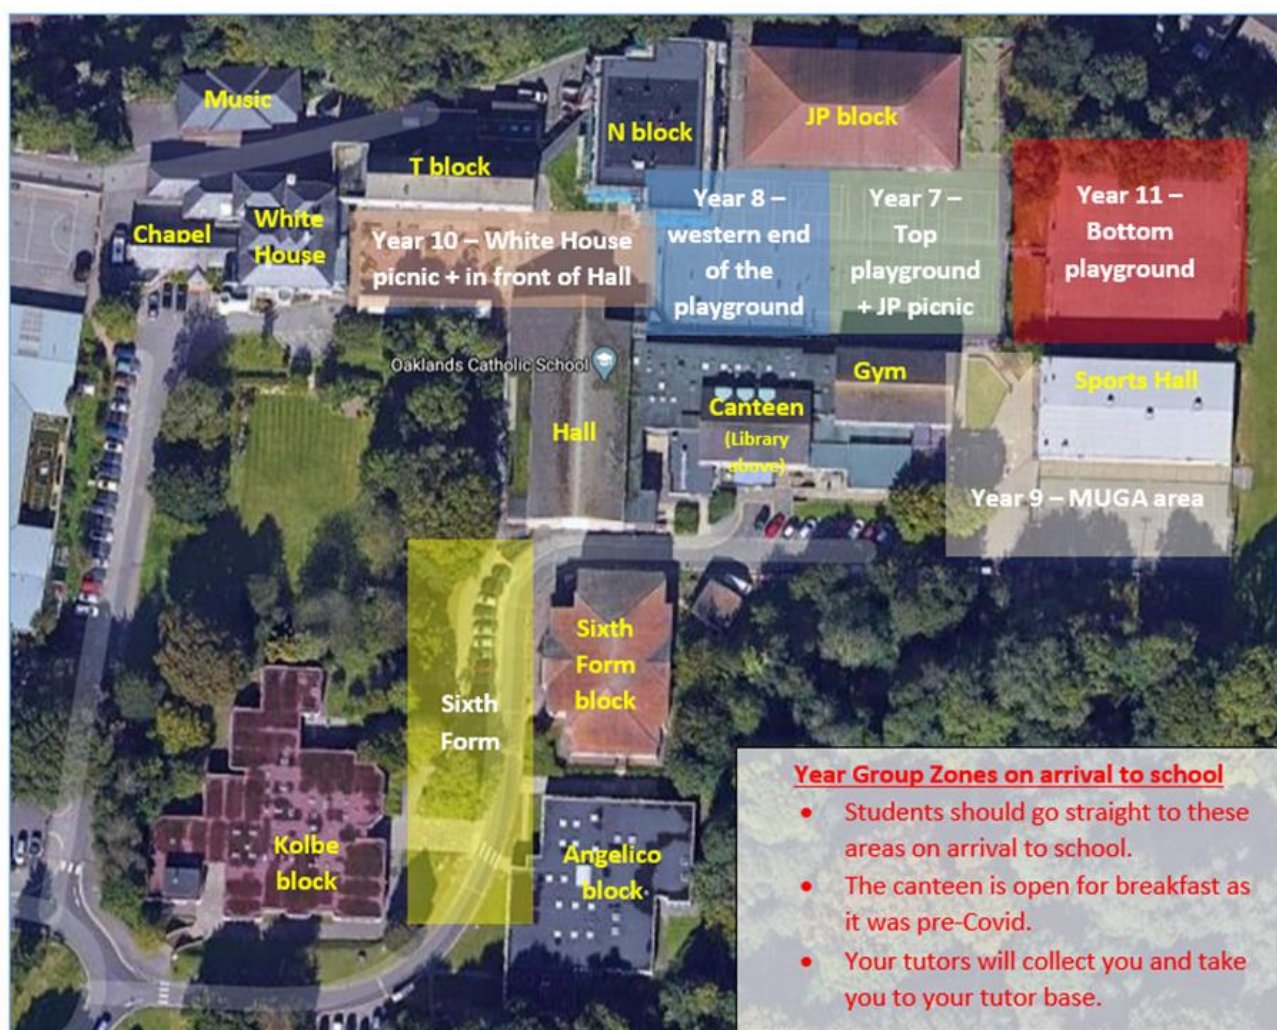 Music
N block
JP block
T block
Chapel
White
House
Year 10 – White House
picnic + in front of Hall
Year 8 –
western end
of the
playground
Year 7 –
Top
playground
+ JP picnic
Year 11 –
Bottom
playground
Oaklands Catholic School
Hall
Canteen
(Library
above)
Gym
Sports Hall
Year 9 – MUGA area
Sixth
Form
Sixth
Form
block
Kolbe
block
Angelico
block
Year Group Zones on arrival to school
• Students should go straight to these
areas on arrival to school.
• The canteen is open for breakfast as
it was pre-Covid.
• Your tutors will collect you and take
you to your tutor base.